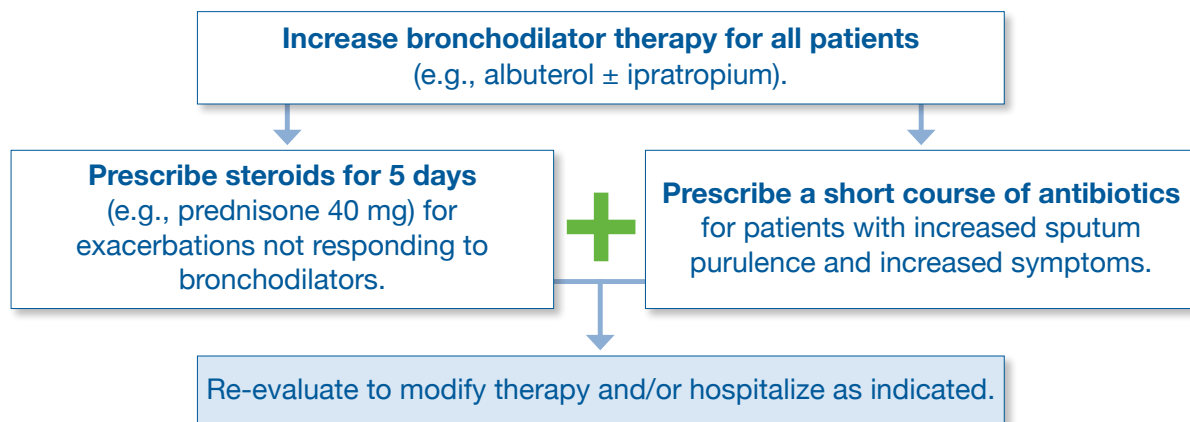 Increase bronchodilator therapy for all patients
(e.g., albuterol ± ipratropium).
Prescribe steroids for 5 days
(e.g., prednisone 40 mg) for
exacerbations not responding to
bronchodilators.
Prescribe a short course of antibiotics
for patients with increased sputum
purulence and increased symptoms.
Re-evaluate to modify therapy and/or hospitalize as indicated.